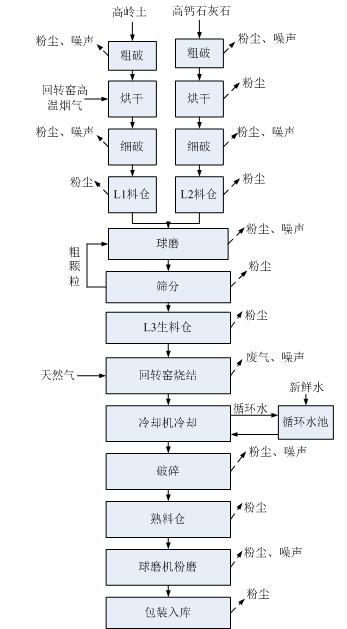 高岭土
高钙石灰石
粉尘、噪声
粗破
粗破
粉尘、噪声
回转窑高
温烟气
烘干
烘干
粉尘
粉尘、噪声
细破
细破
粉尘、噪声
粉尘
L1料仓
L2料仓
粉尘
球磨
粉尘、噪声
粗
颗
粒
筛分
粉尘
L3生料仓
粉尘
天然气
回转窑烧结
废气、噪声
新鲜水
冷却机冷却
循环水
循环水池
破碎
粉尘、噪声
熟料仓
粉尘
球磨机粉磨
粉尘、噪声
包装入库
粉尘